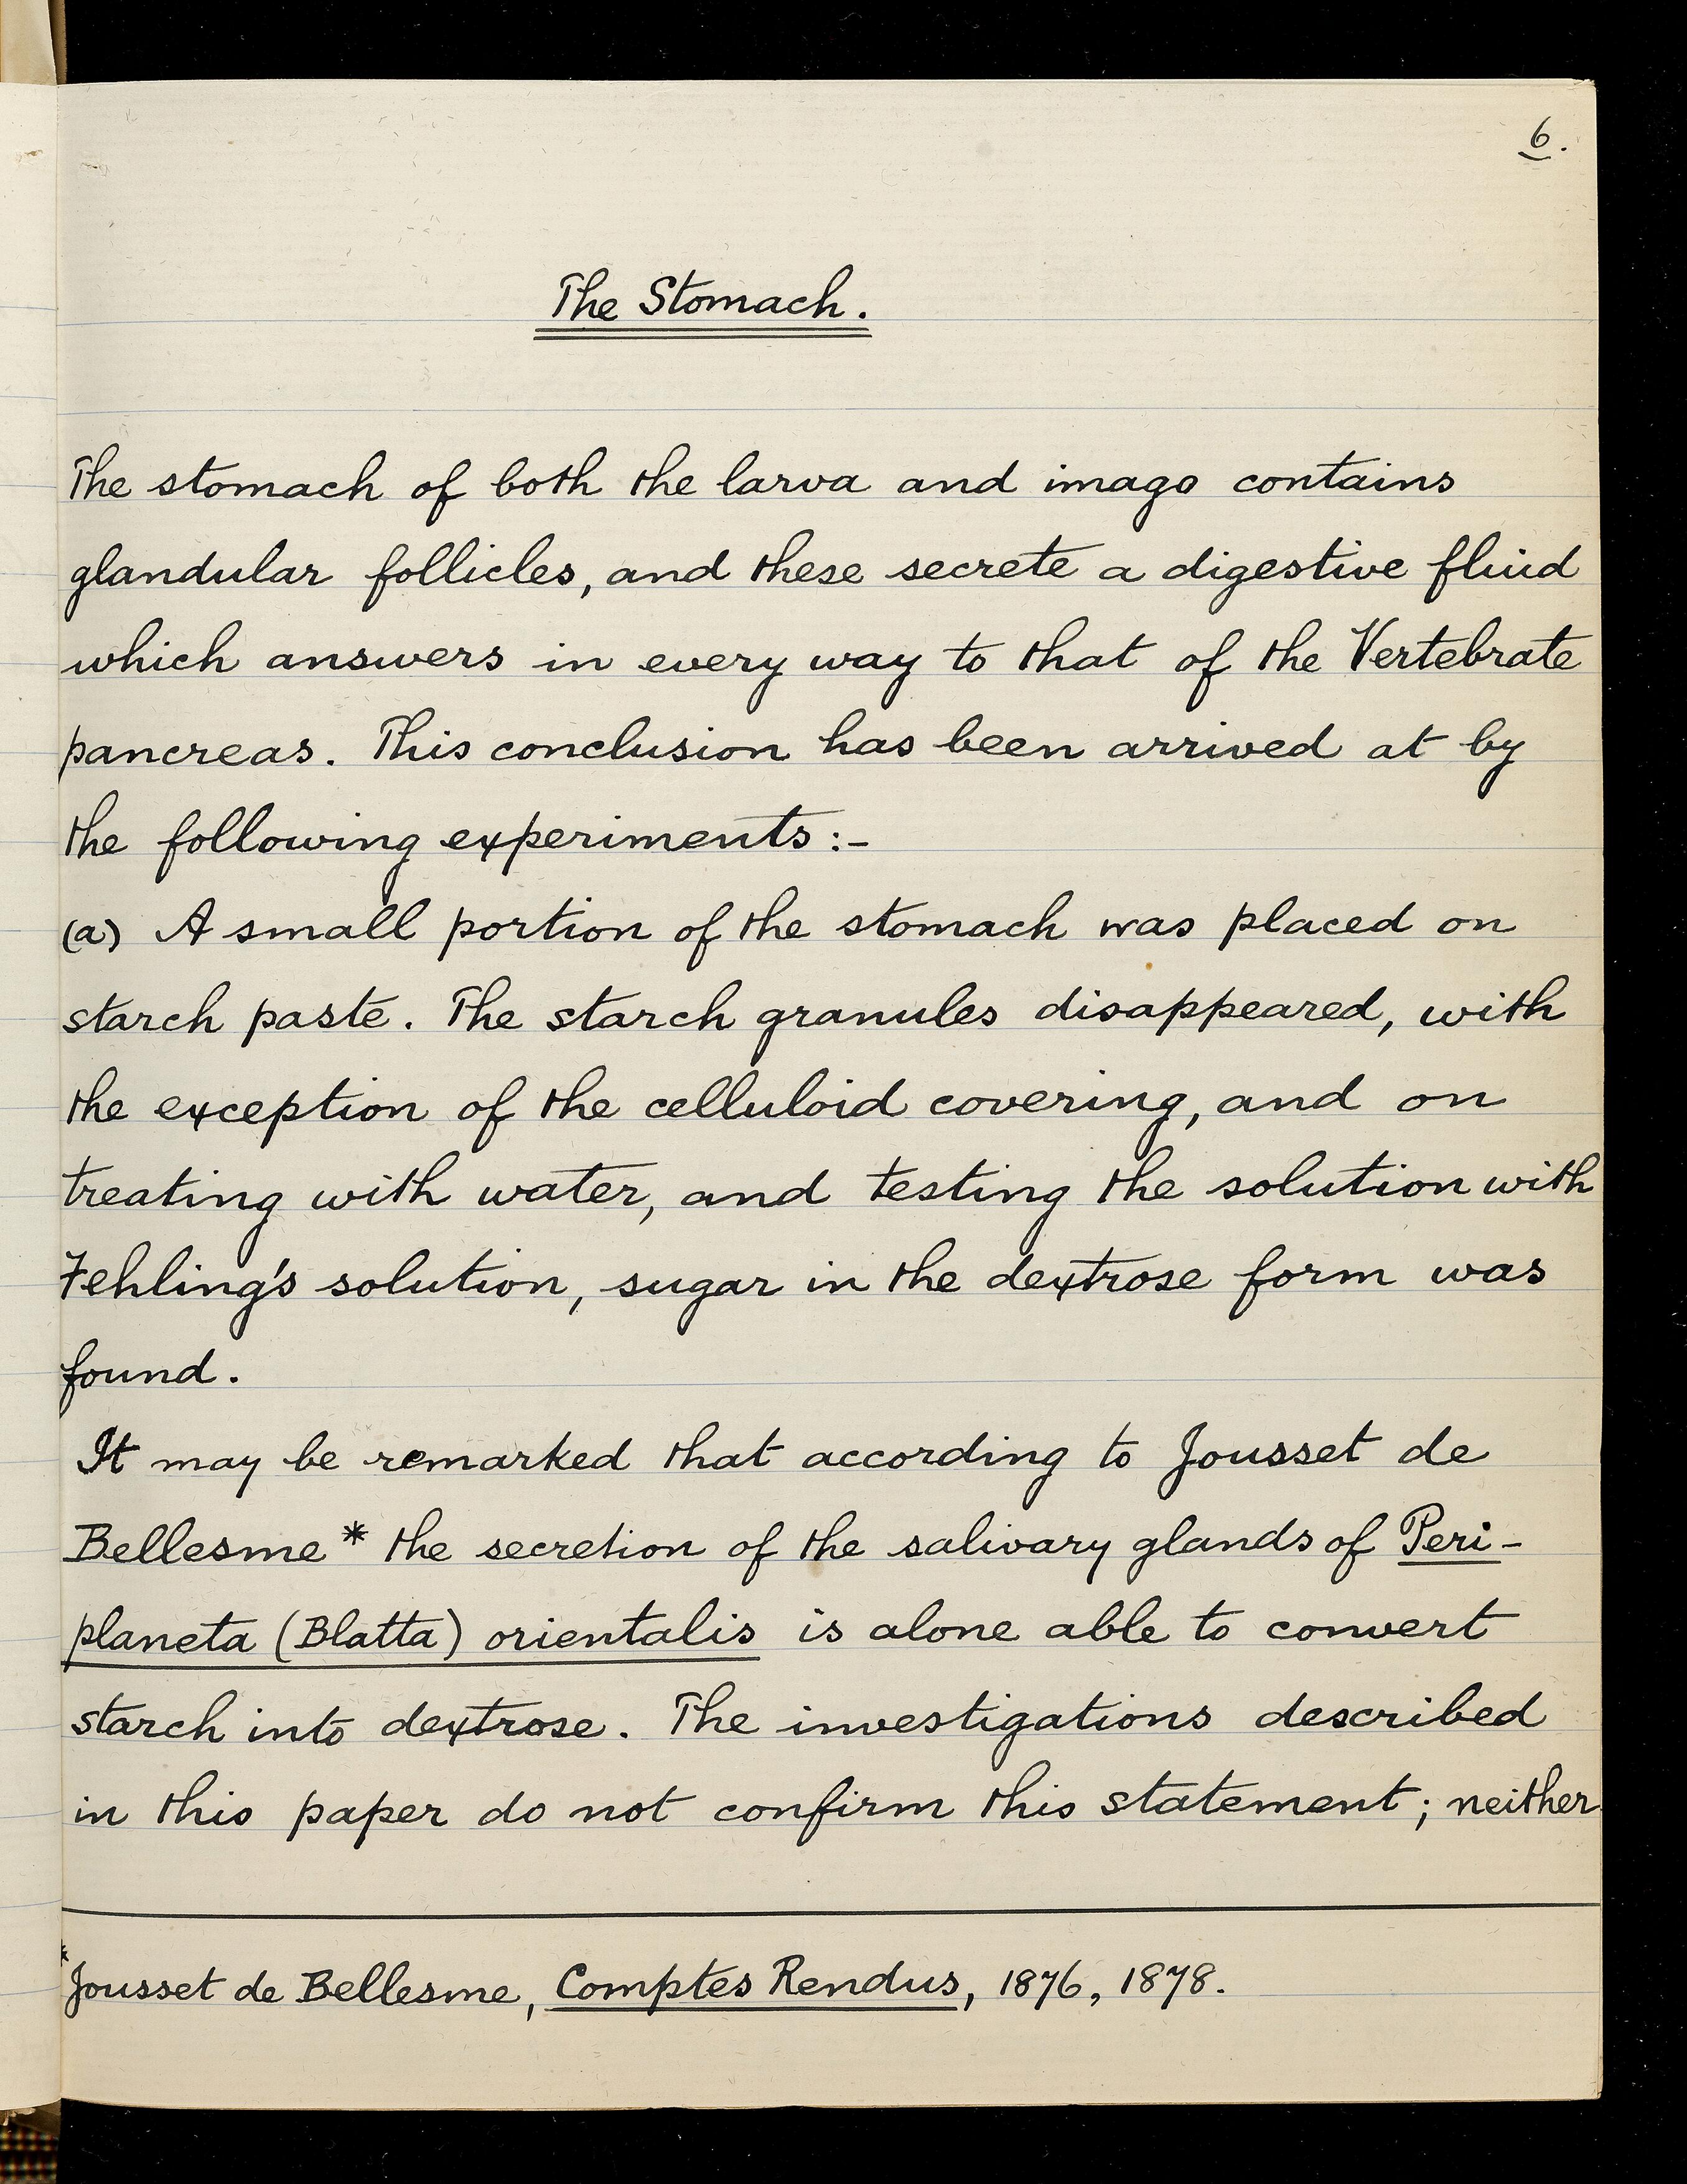 6.
The Stomach.
The stomach of both the larva and imago contains
glandular follicles, and these secrete a digestive fluid
which answers in every way to that of the Vertebrate
pancreas. This conclusion has been arrived at by
the following experiments:-
(a) A small portion of the stomach was placed on
starch paste. The starch granules disappeared, with
the exception of the celluloid covering, and on
treating with water, and testing the solution with
Fehling's solution, sugar in the dextrose form was
found.
It may be remarked that according to Jousset de
Bellesme * the secretion of the salivary glands of Peri-
planeta (Blatta) orientalis is alone able to convert
starch into dextrose. The investigations described
in this paper do not confirm this statement; neither
*Jousset de Bellesme, Comptes Rendus, 1876, 1878.